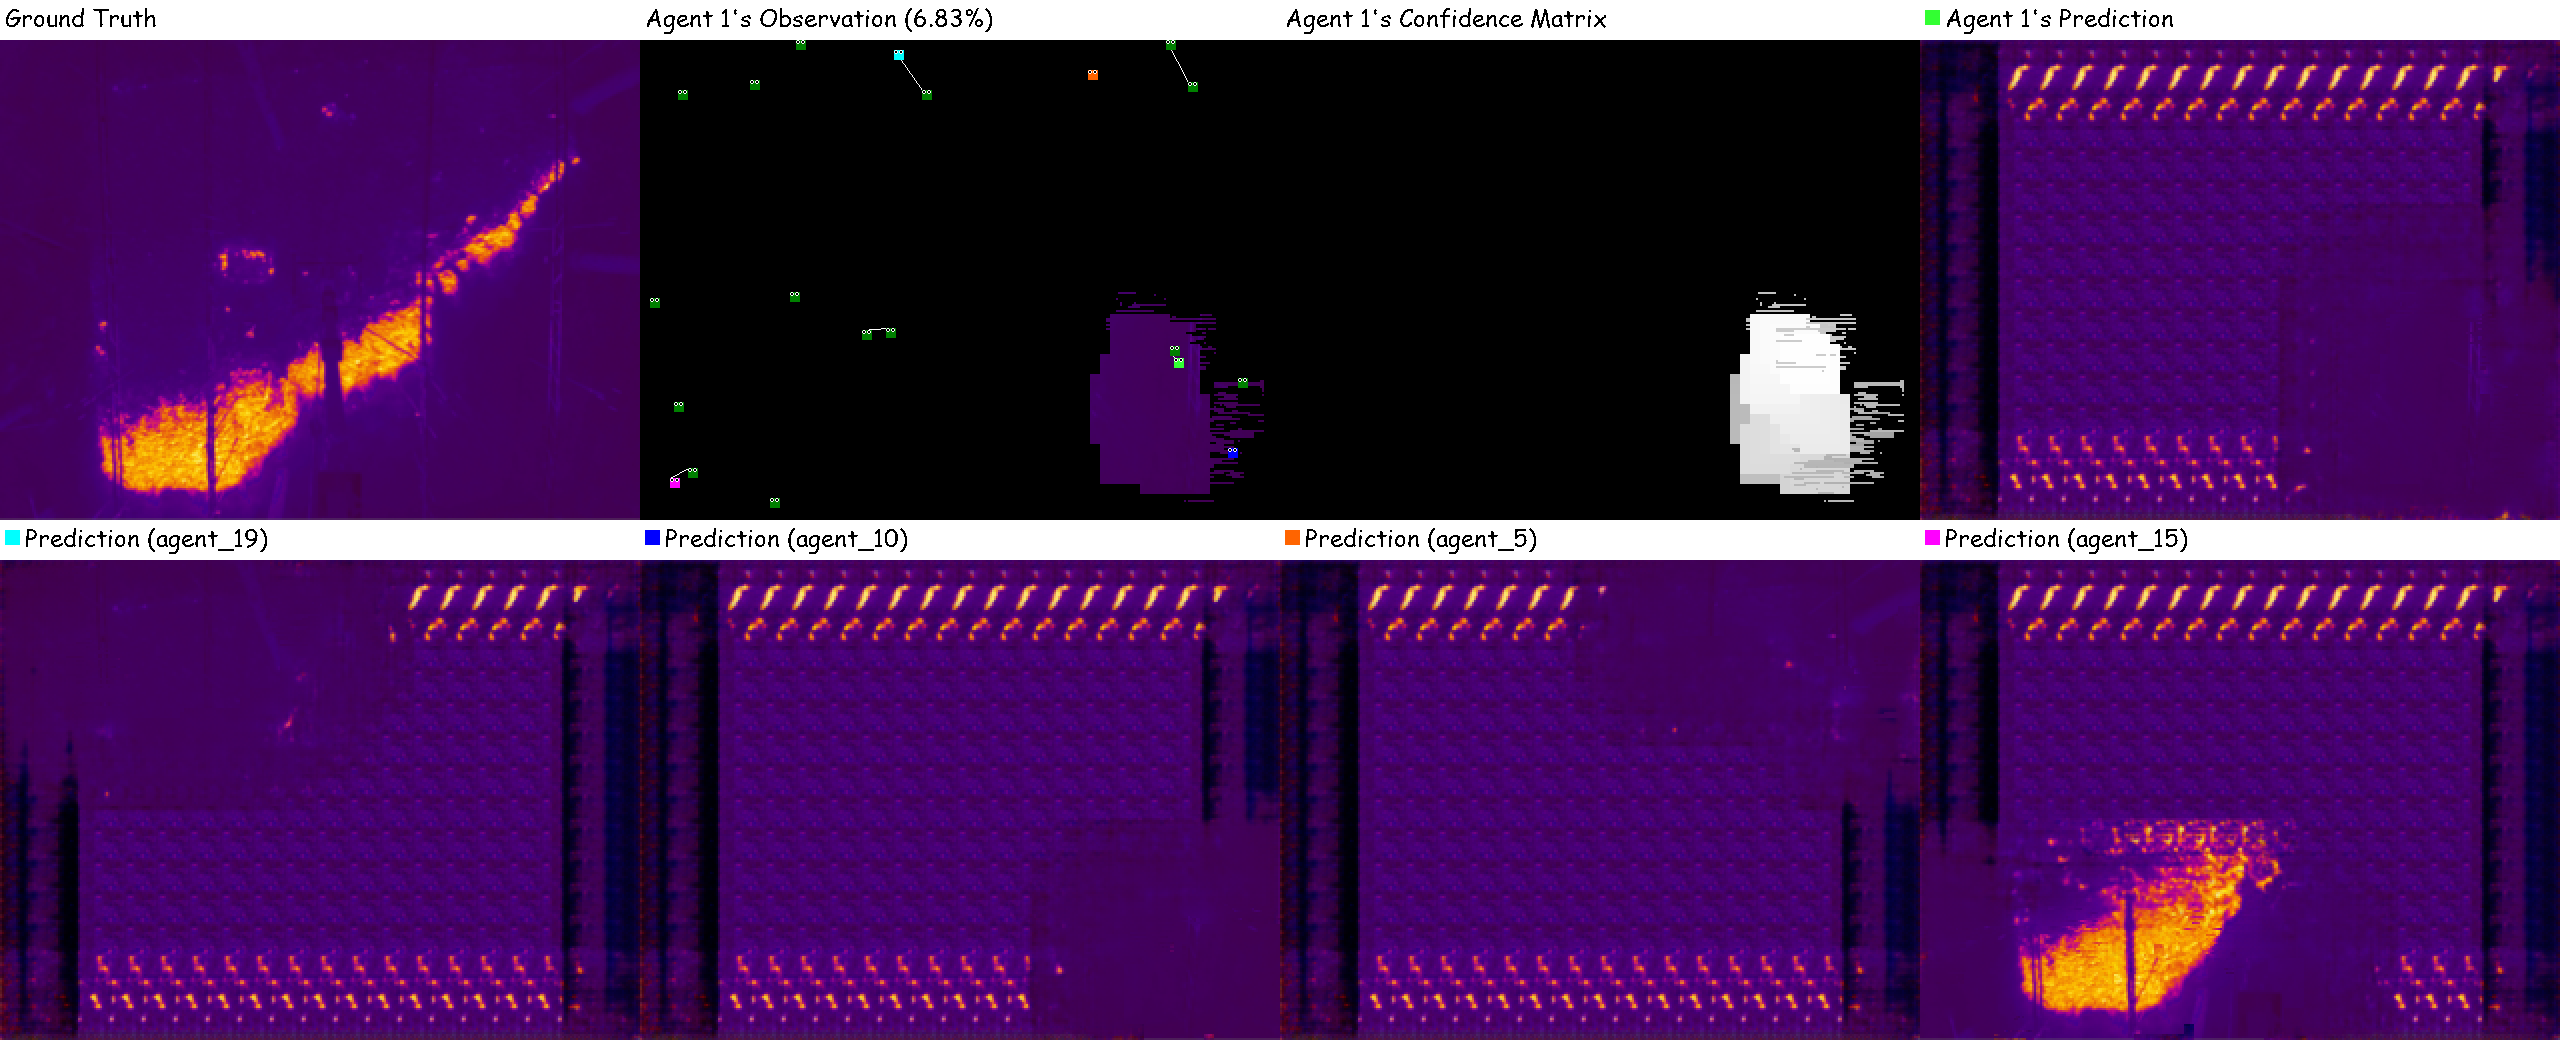 Ground Truth
Agent 1's Observation (6.83%)
Agent 1's Confidence Matrix
Agent 1's Prediction
Prediction (agent_19)
Prediction (agent_10)
Prediction (agent_5)
Prediction (agent_15)